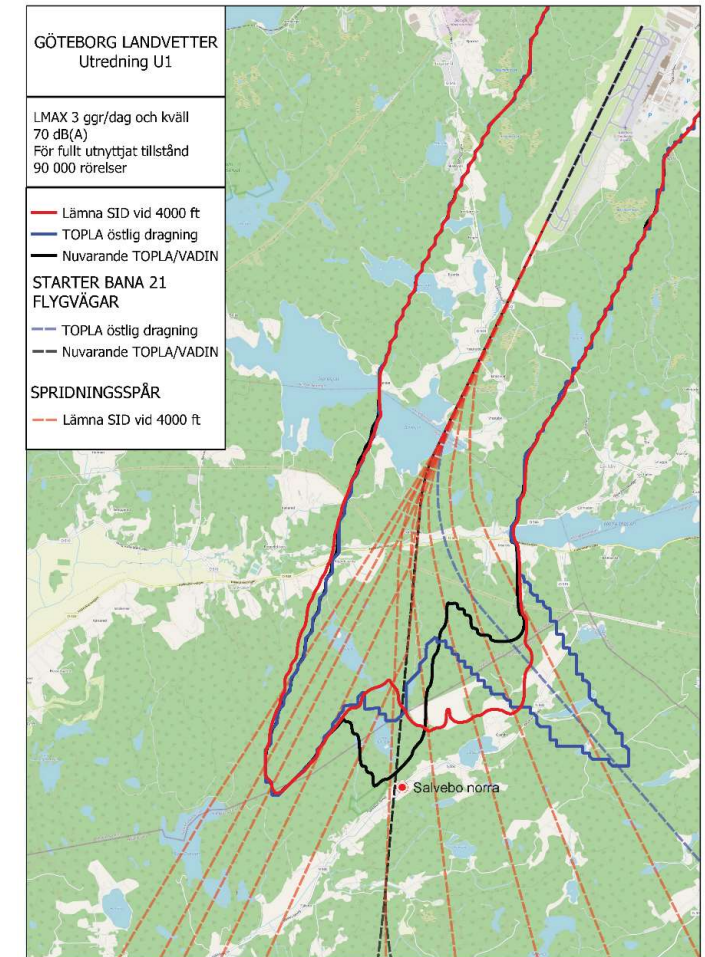 GÖTEBORG LANDVETTER
Utredning U1
LMAX 3 ggr/dag och kväll
70 dB(A)
För fullt utnyttjat tillstånd
90 000 rörelser
Lämna SID vid 4000 ft
TOPLA östlig dragning
Nuvarande TOPLA/VADIN
STARTER BANA 21
FLYGVÄGAR
TOPLA östlig dragning
Nuvarande TOPLA/VADIN
SPRIDNINGSSPÅR
Lämna SID vid 4000 ft
Salvebo norra